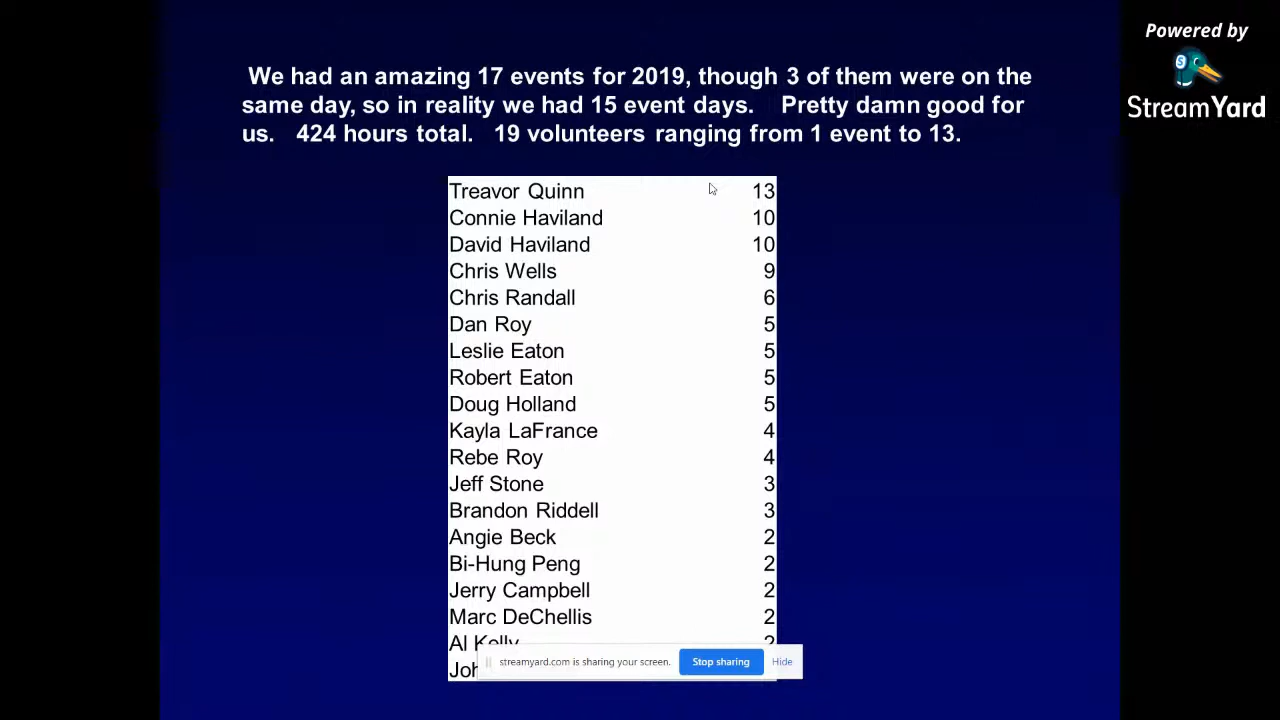 Powered by
StreamYard
We had an amazing 17 events for 2019, though 3 of them were on the
same day, so in reality we had 15 event days. Pretty damn good for
us. 424 hours total. 19 volunteers ranging from 1 event to 13.
Treavor Quinn 13
Connie Haviland 10
David Haviland 10
Chris Wells 9
Chris Randall 6
Dan Roy 5
Leslie Eaton 5
Robert Eaton 5
Doug Holland 5
Kayla LaFrance 4
Rebe Roy 4
Jeff Stone 3
Brandon Riddell 3
Angie Beck 2
Bi-Hung Peng 2
Jerry Campbell 2
Marc DeChellis 2
Al Kelly 2
streamyard.com is sharing your screen. Stop sharing Hide